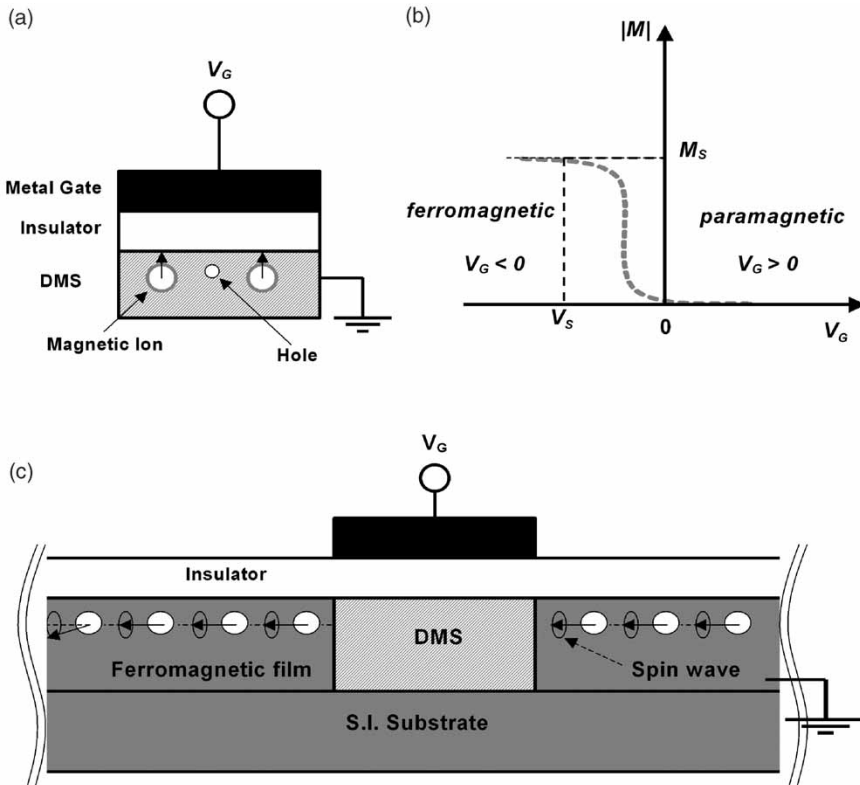 (a)
V_G
Metal Gate
Insulator
DMS
Magnetic Ion
Hole
(b)
|M|
M_S
ferromagnetic
paramagnetic
V_G < 0
V_G > 0
V_S
0
V_G
(c)
V_G
Insulator
DMS
Ferromagnetic film
Spin wave
S.I. Substrate